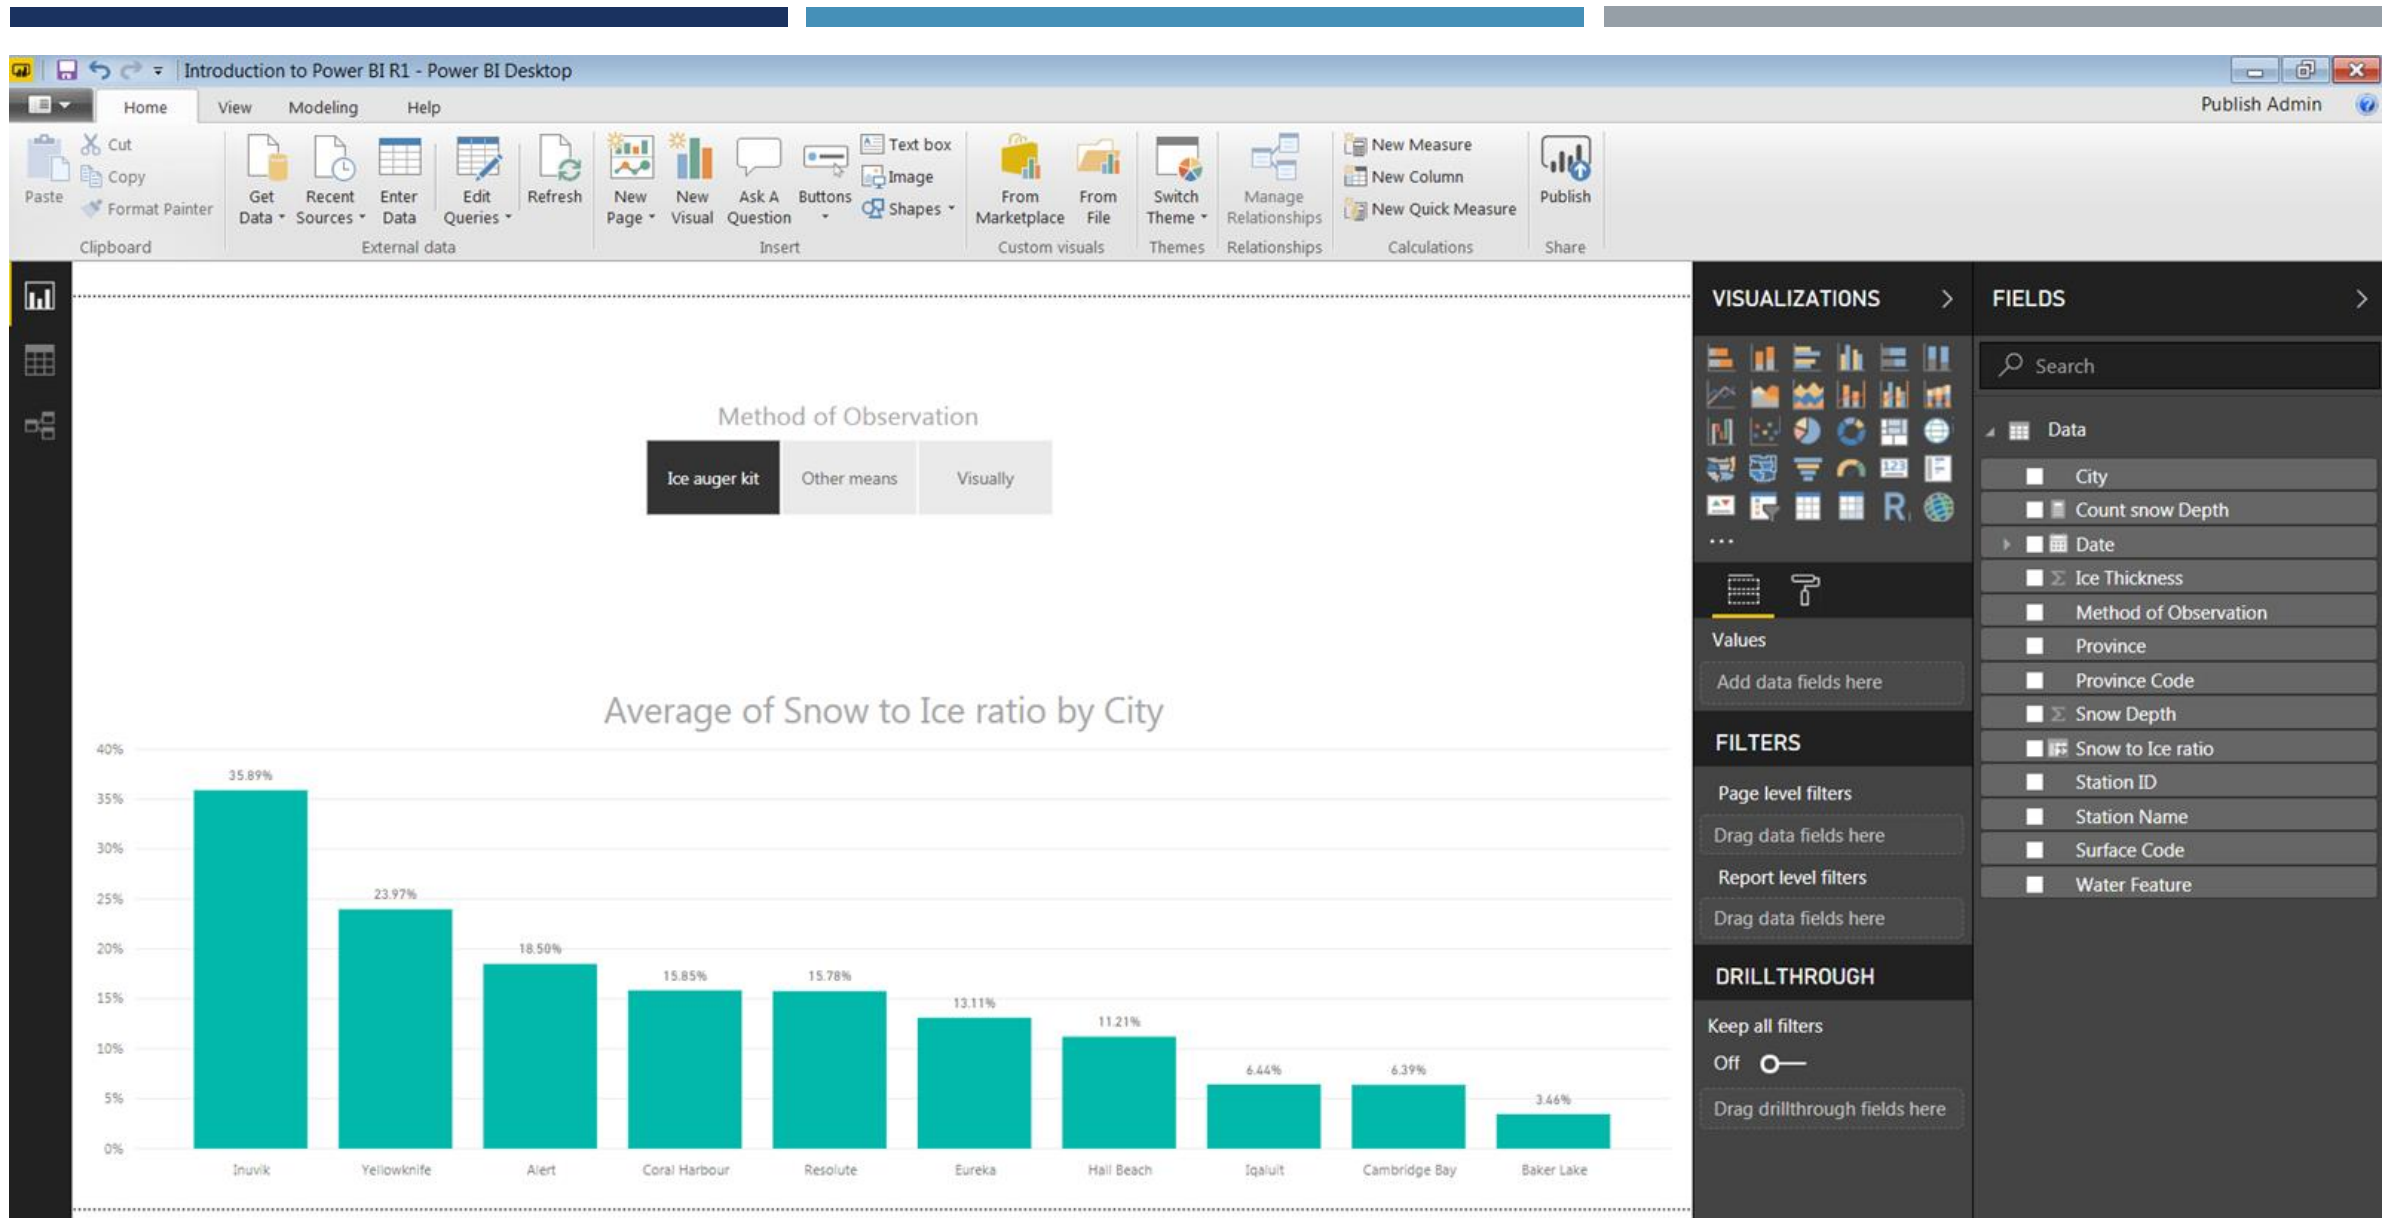 Introduction to Power BI R1 - Power BI Desktop
Home View Modeling Help Publish Admin
Paste
Cut
Copy
Format Painter
Clipboard
Get Data
Recent Sources
Enter Data
Edit Queries
Refresh
External data
New Page
New Visual
Ask A Question
Buttons
Text box
Image
Shapes
Insert
From Marketplace
From File
Custom visuals
Switch Theme
Themes
Manage Relationships
Relationships
New Measure
New Column
New Quick Measure
Calculations
Publish
Share
Method of Observation
Ice auger kit Other means Visually
Average of Snow to Ice ratio by City
40%
35%
30%
25%
20%
15%
10%
5%
0%
35.89%
23.97%
18.50%
15.85%
15.78%
13.11%
11.21%
6.44%
6.39%
3.46%
Inuvik Yellowknife Alert Coral Harbour Resolute Eureka Hall Beach Iqaluit Cambridge Bay Baker Lake
VISUALIZATIONS
123
R
...
Values
Add data fields here
FILTERS
Page level filters
Drag data fields here
Report level filters
Drag data fields here
DRILLTHROUGH
Keep all filters
Off
Drag drillthrough fields here
FIELDS
Search
Data
City
Count snow Depth
Date
Σ Ice Thickness
Method of Observation
Province
Province Code
Σ Snow Depth
Snow to Ice ratio
Station ID
Station Name
Surface Code
Water Feature